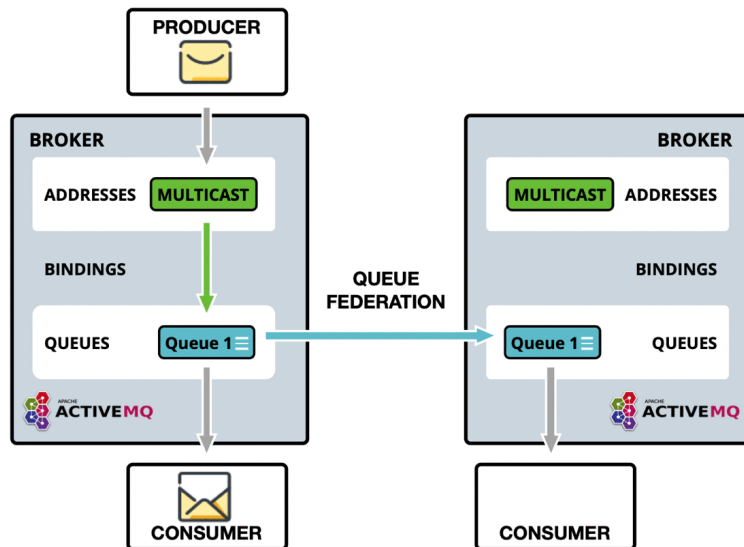 PRODUCER
BROKER
ADDRESSES MULTICAST
BINDINGS
QUEUES Queue 1
APACHE
ACTIVEMQ
CONSUMER
QUEUE
FEDERATION
BROKER
MULTICAST ADDRESSES
BINDINGS
Queue 1 QUEUES
APACHE
ACTIVEMQ
CONSUMER